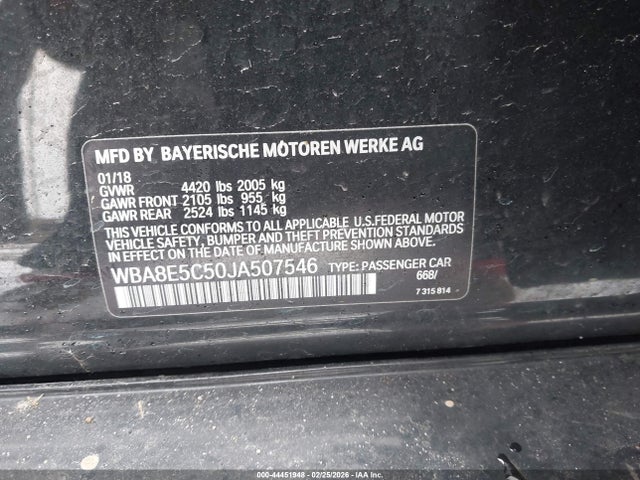 MFD BY BAYERISCHE MOTOREN WERKE AG
01/18
GVWR 4420 lbs 2005 kg
GAWR FRONT 2105 lbs 955 kg
GAWR REAR 2524 lbs 1145 kg
THIS VEHICLE CONFORMS TO ALL APPLICABLE U.S.FEDERAL MOTOR
VEHICLE SAFETY, BUMPER, AND THEFT PREVENTION STANDARDS
IN EFFECT ON THE DATE OF MANUFACTURE SHOWN ABOVE.
WBA8E5C50JA507546 TYPE: PASSENGER CAR
668/
7 315 814
000-44451948 - 02/25/2026 - IAA Inc.